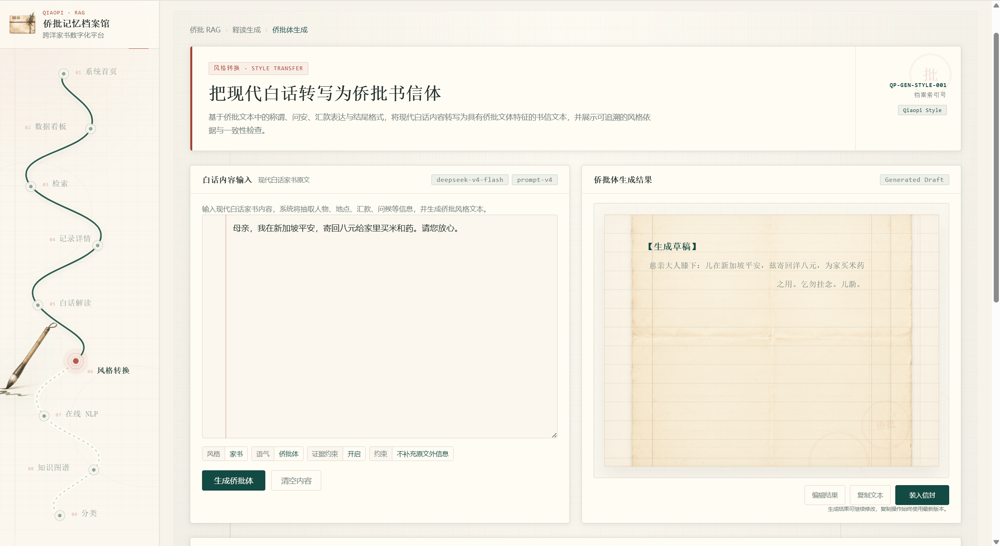 QIAOPI · RAG
侨批记忆档案馆
跨洋家书数字化平台
01 系统首页
02 数据看板
03 检索
04 记录详情
05 白话解读
06 风格转换
07 在线 NLP
08 知识图谱
09 分类
侨批 RAG › 释读生成 › 侨批体生成
风格转换 · STYLE TRANSFER
把现代白话转写为侨批书信体
基于侨批文本中的称谓、问安、汇款表达与结尾格式，将现代白话内容转写为具有侨批文体特征的书信文本，并展示可追溯的风格依
据与一致性检查。
批
QP-GEN-STYLE-001
档案索引号
Qiaopi Style
白话内容输入 现代白话家书原文
deepseek-v4-flash prompt-v4
输入现代白话家书内容，系统将抽取人物、地点、汇款、问候等信息，并生成侨批风格文本。
母亲，我在新加坡平安，寄回八元给家里买米和药。请您放心。
风格 家书 语气 侨批体 证据约束 开启 约束 不补充原文外信息
生成侨批体 清空内容
侨批体生成结果
Generated Draft
【生成草稿】
慈亲大人膝下：儿在新加坡平安，兹寄回洋八元，为家买米药
之用。乞勿挂念。儿泐。
侨批
编辑结果 复制文本 装入信封
生成结果可继续修改，复制操作始终使用最新版本。